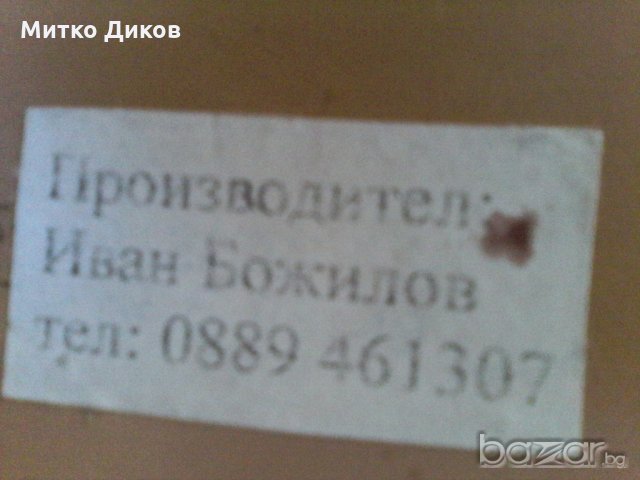 Митко Диков
Производител:
Иван Божилов
тел: 0889 461307
bazar.bg